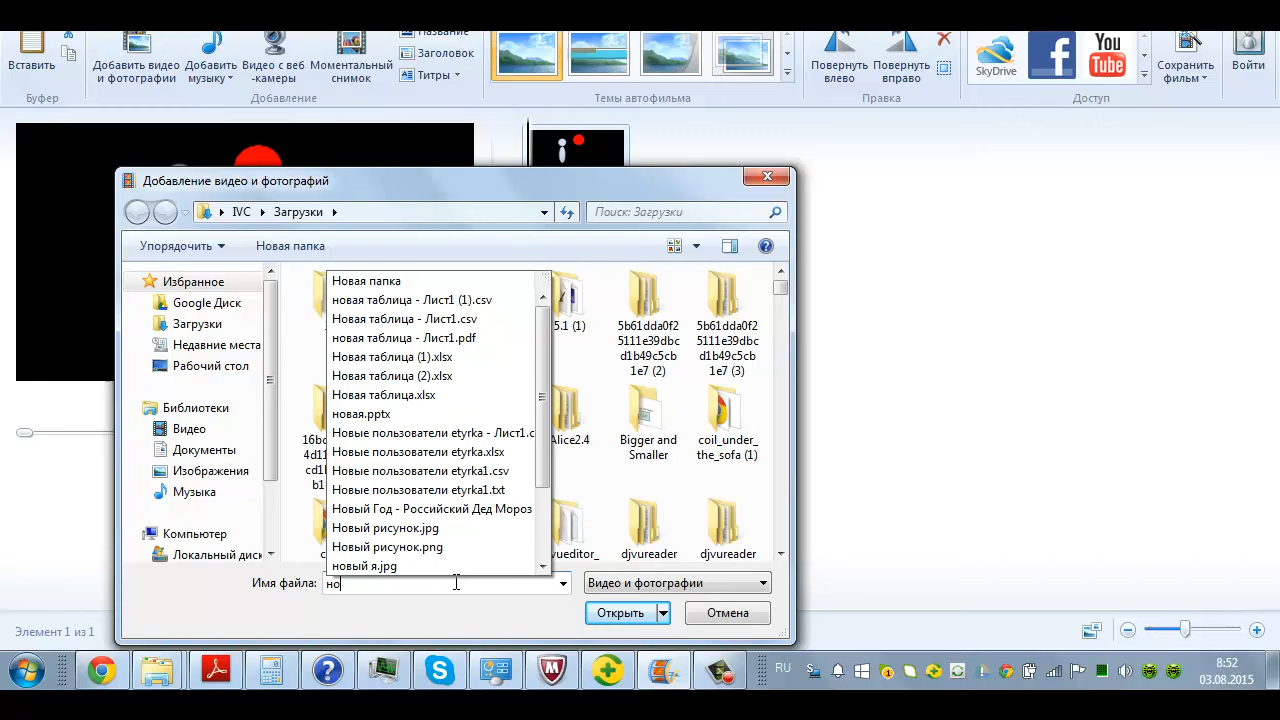 Название
Вставить
Добавить видео
и фотографии
Добавить
музыку
Видео с веб
-камеры
Моментальный
снимок
Заголовок
Титры
Повернуть
влево
Повернуть
вправо
SkyDrive
f
You
Tube
Сохранить
фильм
Войти
Буфер
Добавление
Темы автофильма
Правка
Доступ
Добавление видео и фотографий
IVC
Загрузки
Поиск: Загрузки
Упорядочить
Новая папка
Избранное
Google Диск
Загрузки
Недавние места
Рабочий стол
Библиотеки
Видео
Документы
Изображения
Музыка
Компьютер
Локальный диск
Новая папка
новая таблица - Лист1 (1).csv
Новая таблица - Лист1.csv
новая таблица - Лист1.pdf
Новая таблица (1).xlsx
Новая таблица (2).xlsx
Новая таблица.xlsx
новая.pptx
Новые пользователи etyrka - Лист1.c
Новые пользователи etyrka.xlsx
Новые пользователи etyrka1.csv
Новые пользователи etyrka1.txt
Новый Год - Российский Дед Мороз
Новый рисунок.jpg
Новый рисунок.png
новый я.jpg
5.1 (1)
5b61dda0f2
5111e39dbc
d1b49c5cb
1e7 (2)
5b61dda0f2
5111e39dbc
d1b49c5cb
1e7 (3)
Alice2.4
Bigger and
Smaller
coil_under_
the_sofa (1)
djvureader
djvureader
Имя файла:
но
Видео и фотографии
Открыть
Отмена
Элемент 1 из 1
RU
8:52
03.08.2015